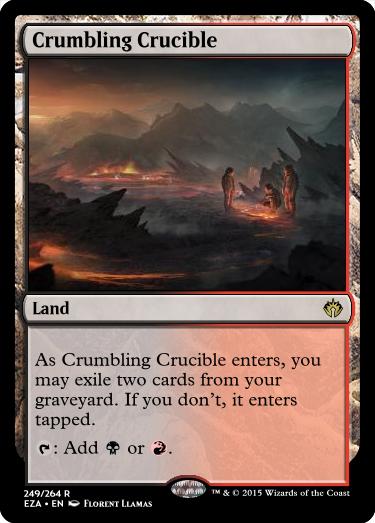 Crumbling Crucible
Land
As Crumbling Crucible enters, you
may exile two cards from your
graveyard. If you don't, it enters
tapped.
: Add or .
249/264 R
EZA • EN Florent Llamas
™ & © 2015 Wizards of the Coast